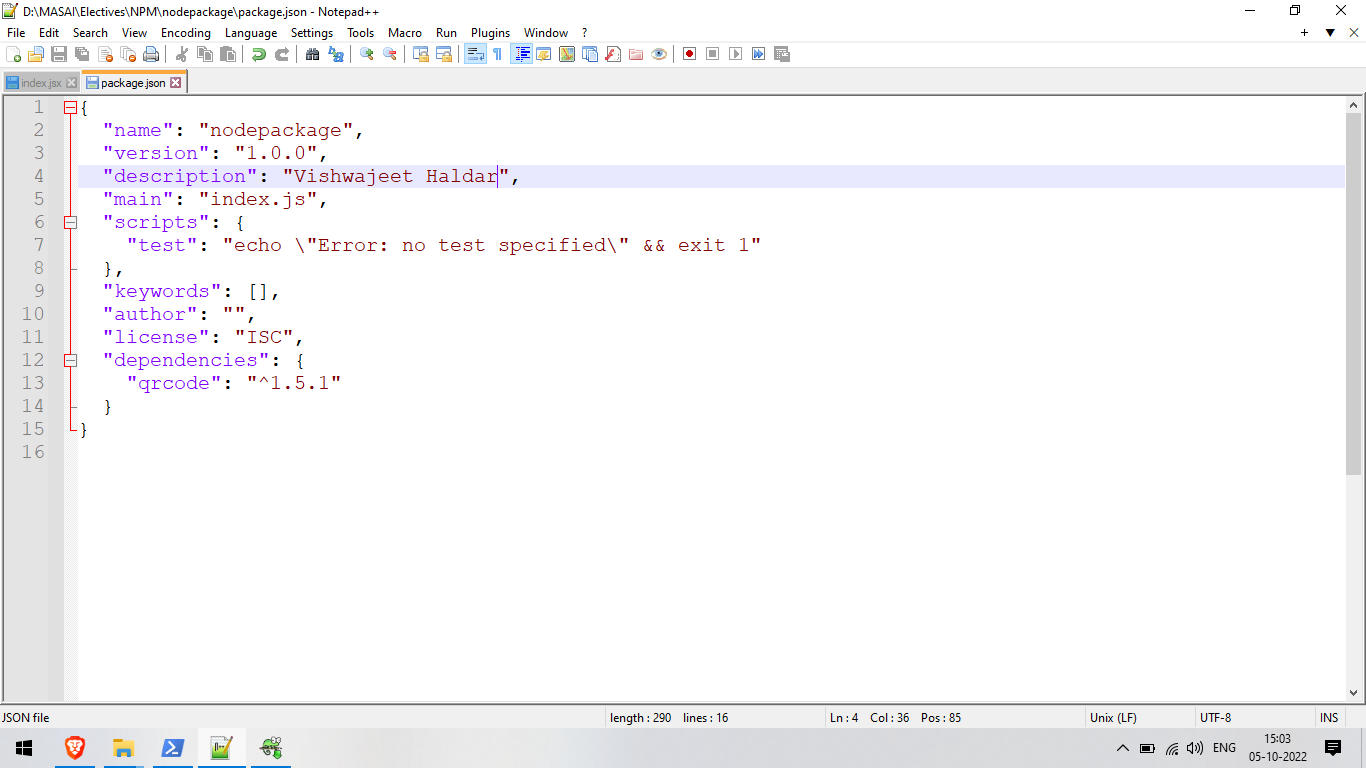 D:\MASAI\Electives\NPM\nodepackage\package.json - Notepad++
File Edit Search View Encoding Language Settings Tools Macro Run Plugins Window ?
index.jsx package.json
1 {
2 "name": "nodepackage",
3 "version": "1.0.0",
4 "description": "Vishwajeet Haldar",
5 "main": "index.js",
6 "scripts": {
7 "test": "echo \"Error: no test specified\" && exit 1"
8 },
9 "keywords": [],
10 "author": "",
11 "license": "ISC",
12 "dependencies": {
13 "qrcode": "^1.5.1"
14 }
15 }
16
JSON file length : 290 lines : 16 Ln : 4 Col : 36 Pos : 85 Unix (LF) UTF-8 INS
ENG 15:03
05-10-2022